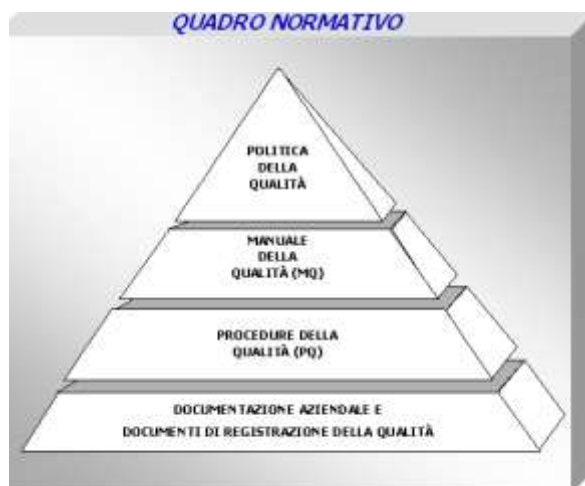 QUADRO NORMATIVO
POLITICA
DELLA
QUALITÀ
MANUALE
DELLA
QUALITÀ (MQ)
PROCEDURE DELLA
QUALITÀ (PQ)
DOCUMENTAZIONE AZIENDALE E
DOCUMENTI DI REGISTRAZIONE DELLA QUALITÀ